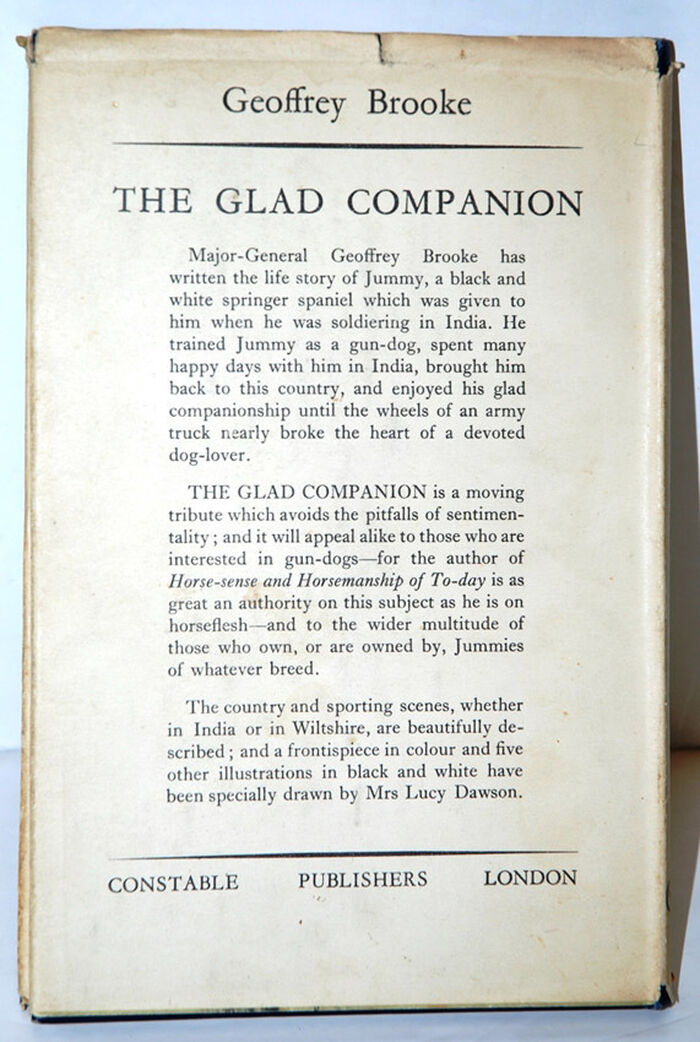 Geoffrey Brooke
THE GLAD COMPANION
Major-General Geoffrey Brooke has
written the life story of Jummy, a black and
white springer spaniel which was given to
him when he was soldiering in India. He
trained Jummy as a gun-dog, spent many
happy days with him in India, brought him
back to this country, and enjoyed his glad
companionship until the wheels of an army
truck nearly broke the heart of a devoted
dog-lover.
THE GLAD COMPANION is a moving
tribute which avoids the pitfalls of sentimen-
tality ; and it will appeal alike to those who are
interested in gun-dogs—for the author of
Horse-sense and Horsemanship of To-day is as
great an authority on this subject as he is on
horseflesh—and to the wider multitude of
those who own, or are owned by, Jummies
of whatever breed.
The country and sporting scenes, whether
in India or in Wiltshire, are beautifully de-
scribed ; and a frontispiece in colour and five
other illustrations in black and white have
been specially drawn by Mrs Lucy Dawson.
CONSTABLE PUBLISHERS LONDON